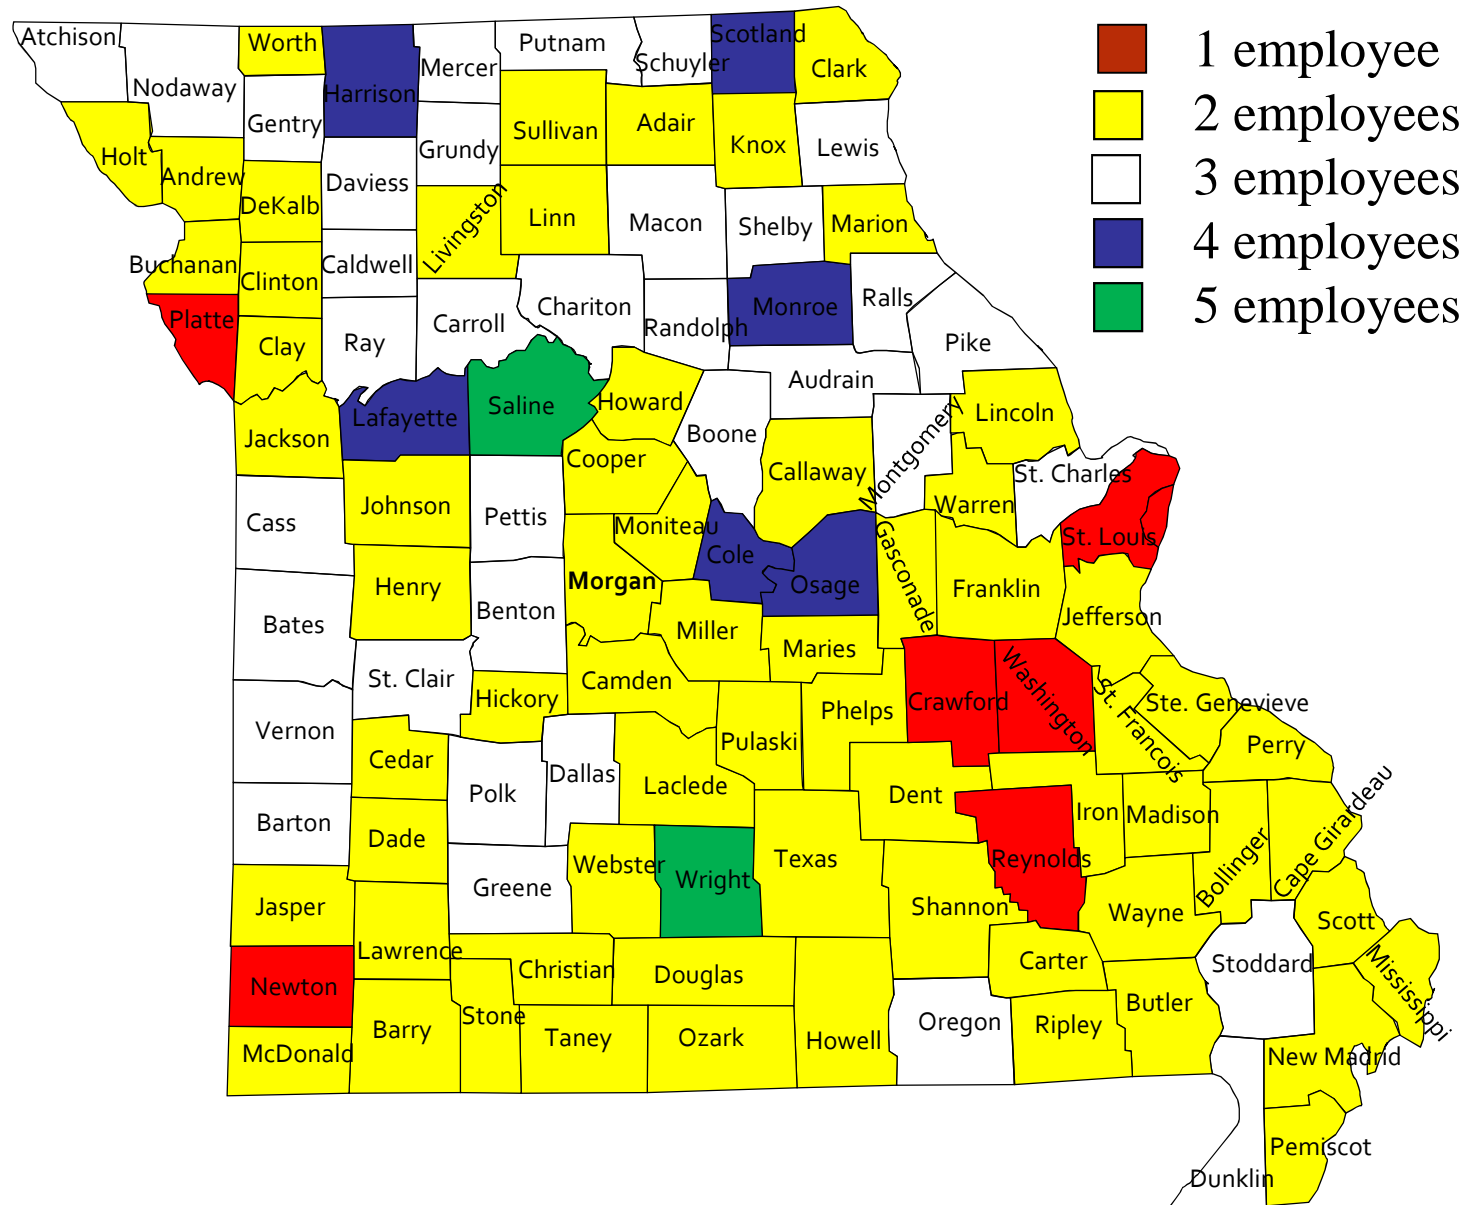 1 employee
2 employees
3 employees
4 employees
5 employees
Atchison
Nodaway
Worth
Harrison
Mercer
Putnam
Schuyler
Scotland
Clark
Gentry
Holt
Andrew
DeKalb
Daviess
Grundy
Sullivan
Adair
Knox
Lewis
Livingston
Linn
Macon
Shelby
Marion
Buchanan
Clinton
Caldwell
Platte
Clay
Ray
Carroll
Chariton
Randolph
Monroe
Ralls
Pike
Audrain
Jackson
Lafayette
Saline
Howard
Boone
Callaway
Montgomery
Lincoln
Cooper
Warren
St. Charles
St. Louis
Cass
Johnson
Pettis
Moniteau
Cole
Osage
Gasconade
Franklin
Jefferson
Bates
Henry
Benton
Morgan
Miller
Maries
St. Clair
Hickory
Camden
Phelps
Crawford
Washington
St. Francois
Ste. Genevieve
Perry
Vernon
Cedar
Polk
Dallas
Laclede
Pulaski
Dent
Iron
Madison
Bollinger
Cape Girardeau
Barton
Dade
Greene
Webster
Wright
Texas
Shannon
Reynolds
Wayne
Scott
Mississippi
Jasper
Lawrence
Christian
Douglas
Carter
Stoddard
Newton
Stone
Howell
Oregon
Ripley
Butler
New Madrid
McDonald
Barry
Taney
Ozark
Pemiscot
Dunklin